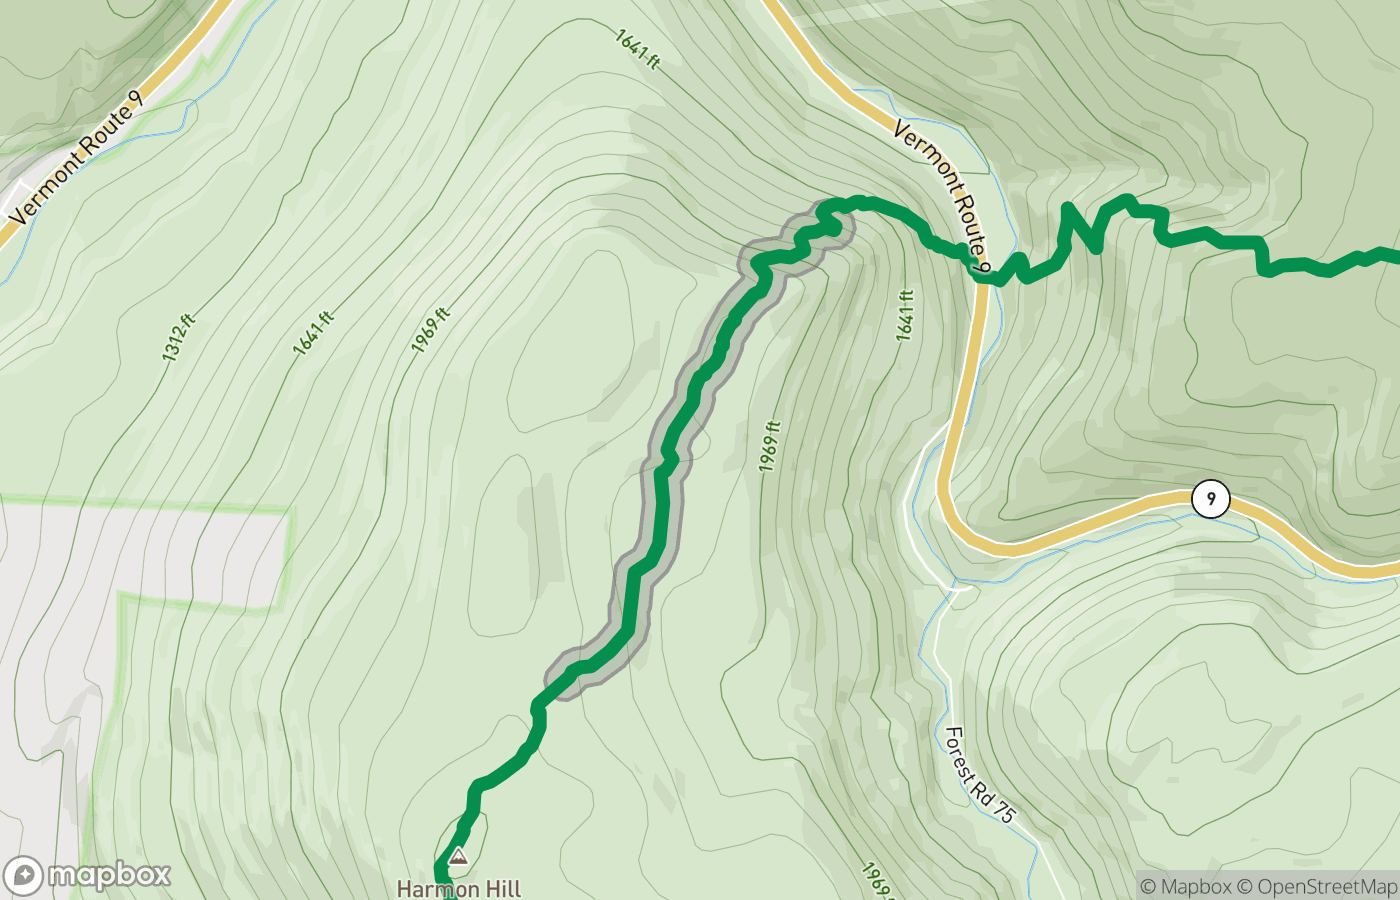 1641 ft
Vermont Route 9
Vermont Route 9
1312 ft
1641 ft
1969 ft
1641 ft
1969 ft
9
Forest Rd 75
1969
Harmon Hill
mapbox
© Mapbox © OpenStreetMap